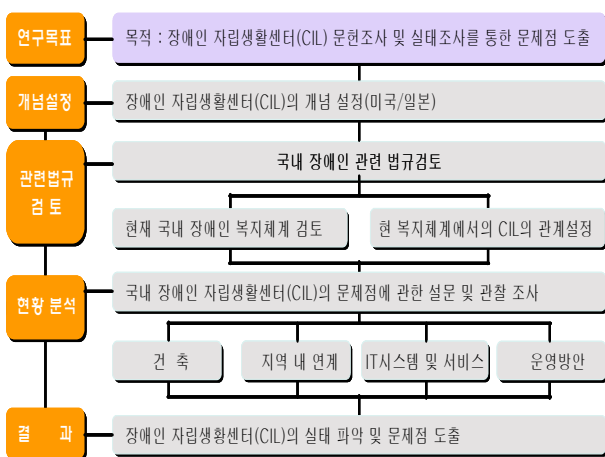 연구목표
목적 : 장애인 자립생활센터(CIL) 문헌조사 및 실태조사를 통한 문제점 도출
개념설정
장애인 자립생활센터(CIL)의 개념 설정(미국/일본)
관련법규
검 토
국내 장애인 관련 법규검토
현재 국내 장애인 복지체계 검토
현 복지체계에서의 CIL의 관계설정
현황 분석
국내 장애인 자립생활센터(CIL)의 문제점에 관한 설문 및 관찰 조사
건 축
지역 내 연계
IT시스템 및 서비스
운영방안
결 과
장애인 자립생황센터(CIL)의 실태 파악 및 문제점 도출